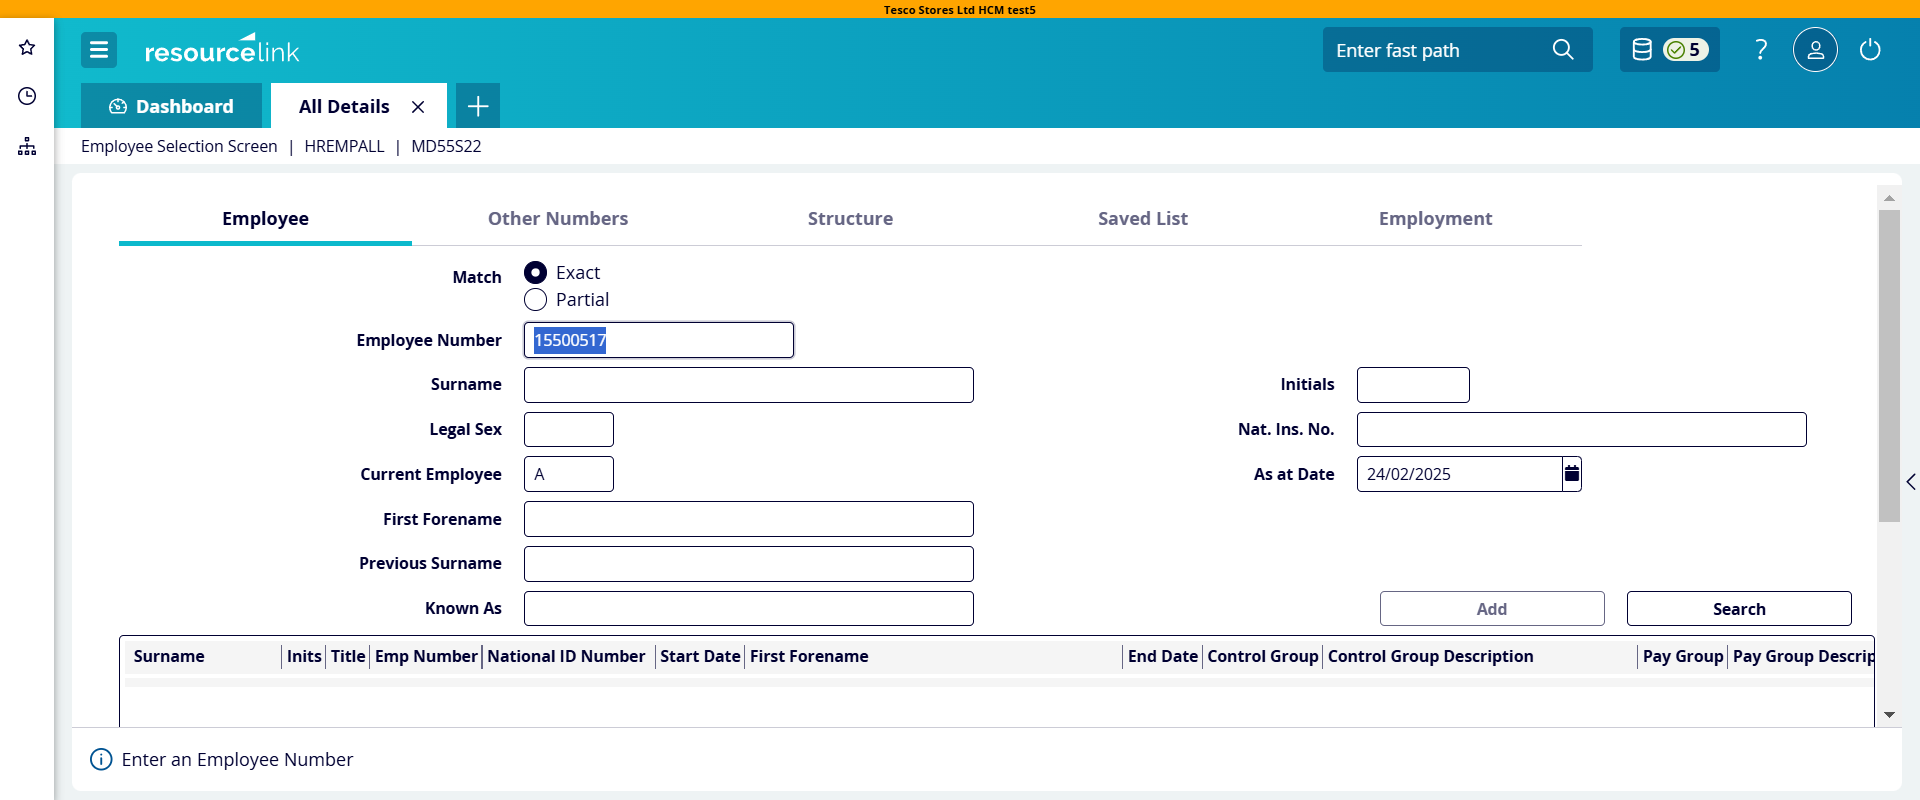 Tesco Stores Ltd HCM test5
resourcelink
Enter fast path
5
?
Dashboard
All Details
Employee Selection Screen | HREMPALL | MD55S22
Employee
Other Numbers
Structure
Saved List
Employment
Match
Exact
Partial
Employee Number
15500517
Surname
Initials
Legal Sex
Nat. Ins. No.
Current Employee
A
As at Date
24/02/2025
First Forename
Previous Surname
Known As
Add
Search
Surname Inits Title Emp Number National ID Number Start Date First Forename End Date Control Group Control Group Description Pay Group Pay Group Descrip
Enter an Employee Number